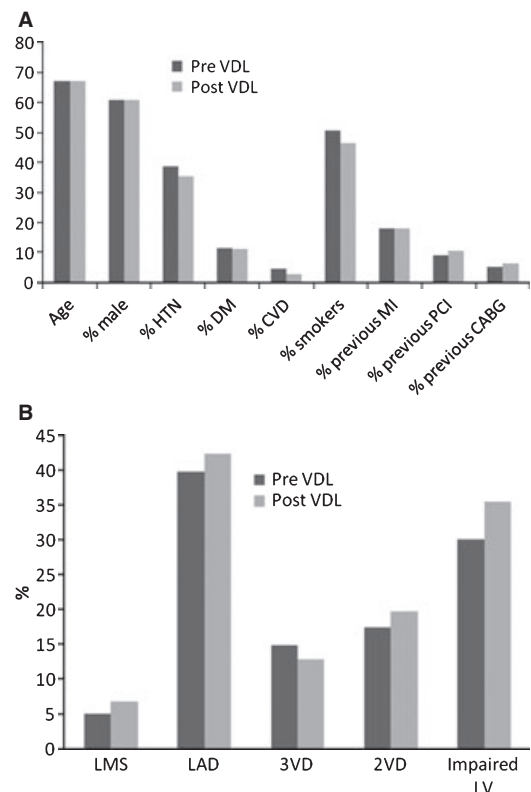 A
80
70
60
50
40
30
20
10
0
Pre VDL
Post VDL
Age
% male
% HTN
% DM
% CVD
% smokers
% previous MI
% previous PCI
% previous CABG
B
45
40
35
30
25
20
15
10
5
0
%
Pre VDL
Post VDL
LMS
LAD
3VD
2VD
Impaired
LV